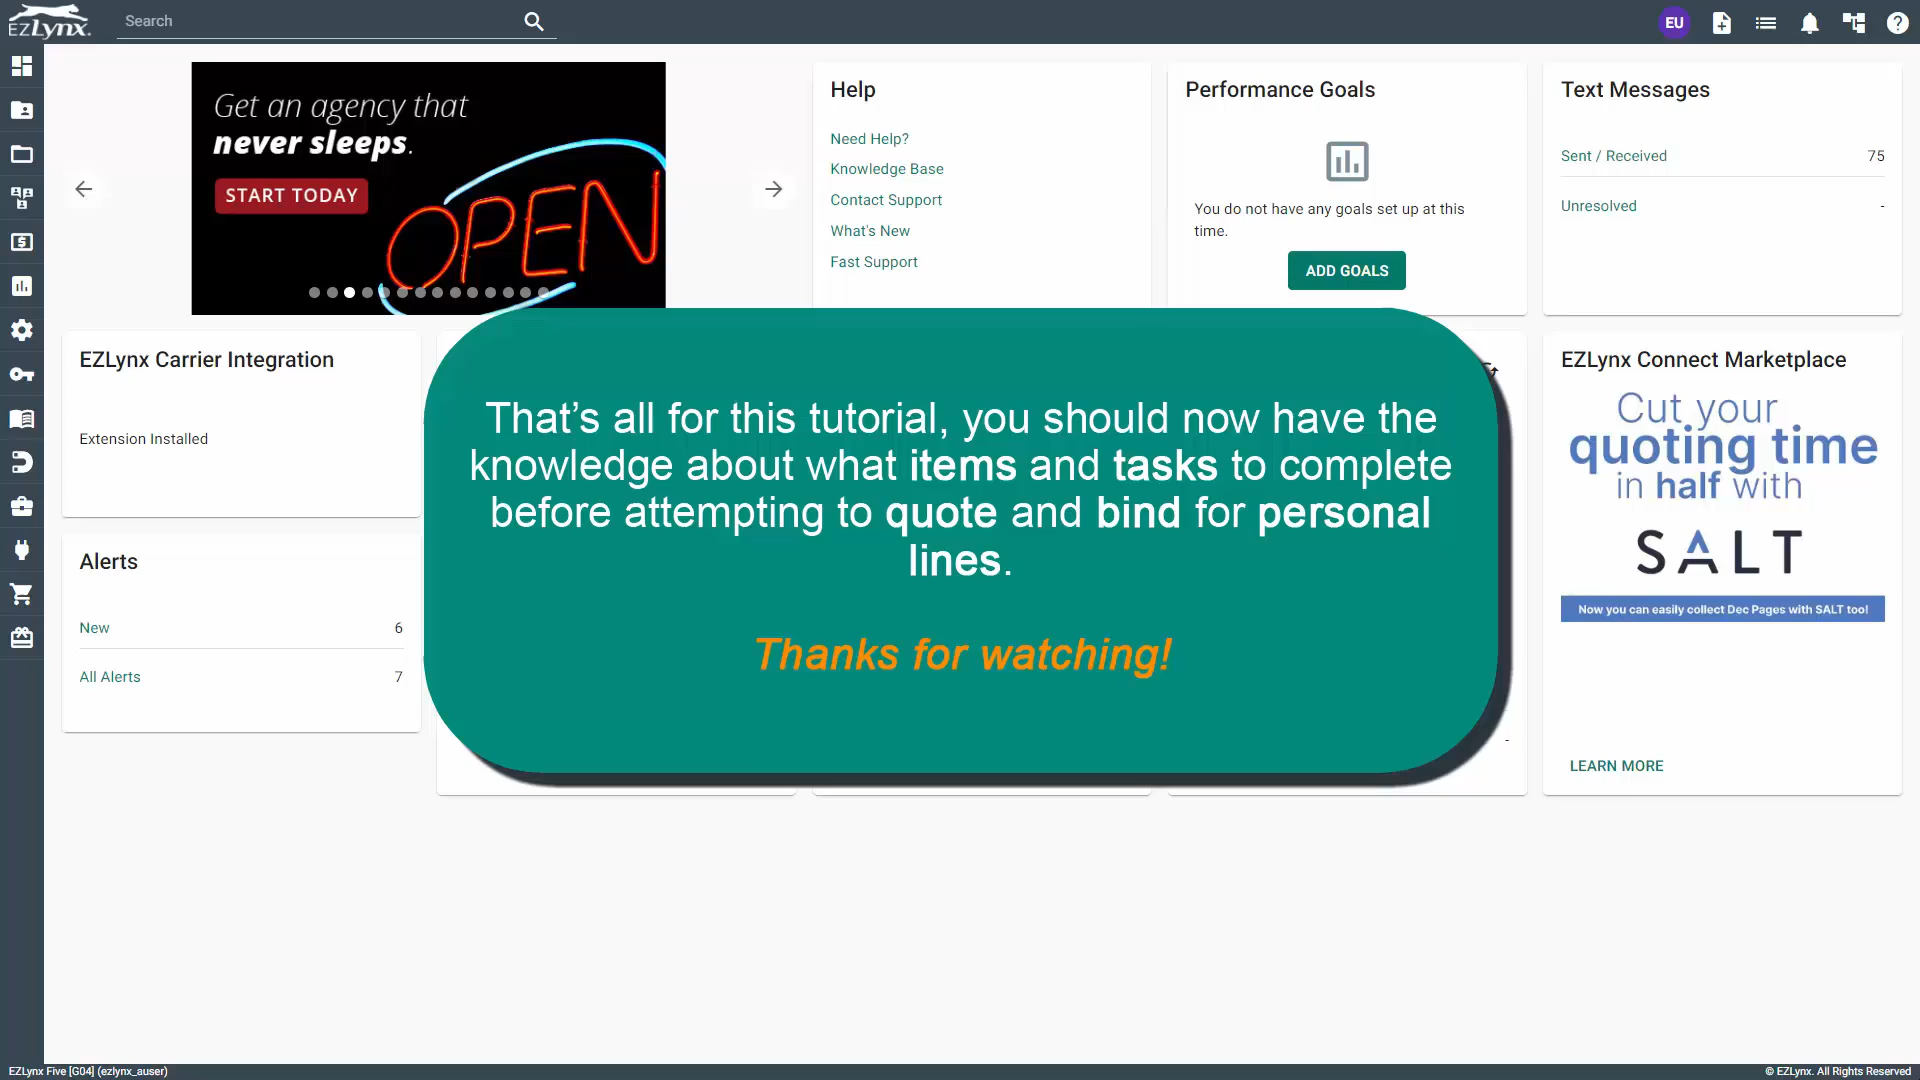 EZLynx
Search
EU
Get an agency that
never sleeps.
START TODAY
OPEN
Help
Need Help?
Knowledge Base
Contact Support
What's New
Fast Support
Performance Goals
You do not have any goals set up at this
time.
ADD GOALS
Text Messages
Sent / Received 75
Unresolved -
EZLynx Carrier Integration
Extension Installed
Alerts
New 6
All Alerts 7
That’s all for this tutorial, you should now have the
knowledge about what items and tasks to complete
before attempting to quote and bind for personal
lines.
Thanks for watching!
-
EZLynx Connect Marketplace
Cut your
quoting time
in half with
SALT
Now you can easily collect Dec Pages with SALT too!
LEARN MORE
EZLynx Five [G04] (ezlynx_auser)
© EZLynx. All Rights Reserved